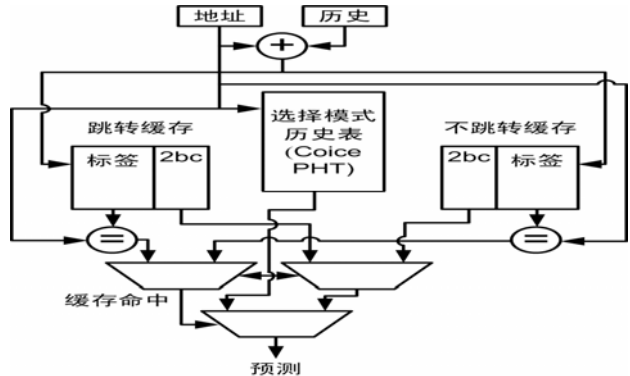 地址
历史
+
跳转缓存
选择模式
历史表
(Coice
PHT)
不跳转缓存
标签
2bc
2bc
标签
=
=
缓存命中
预测